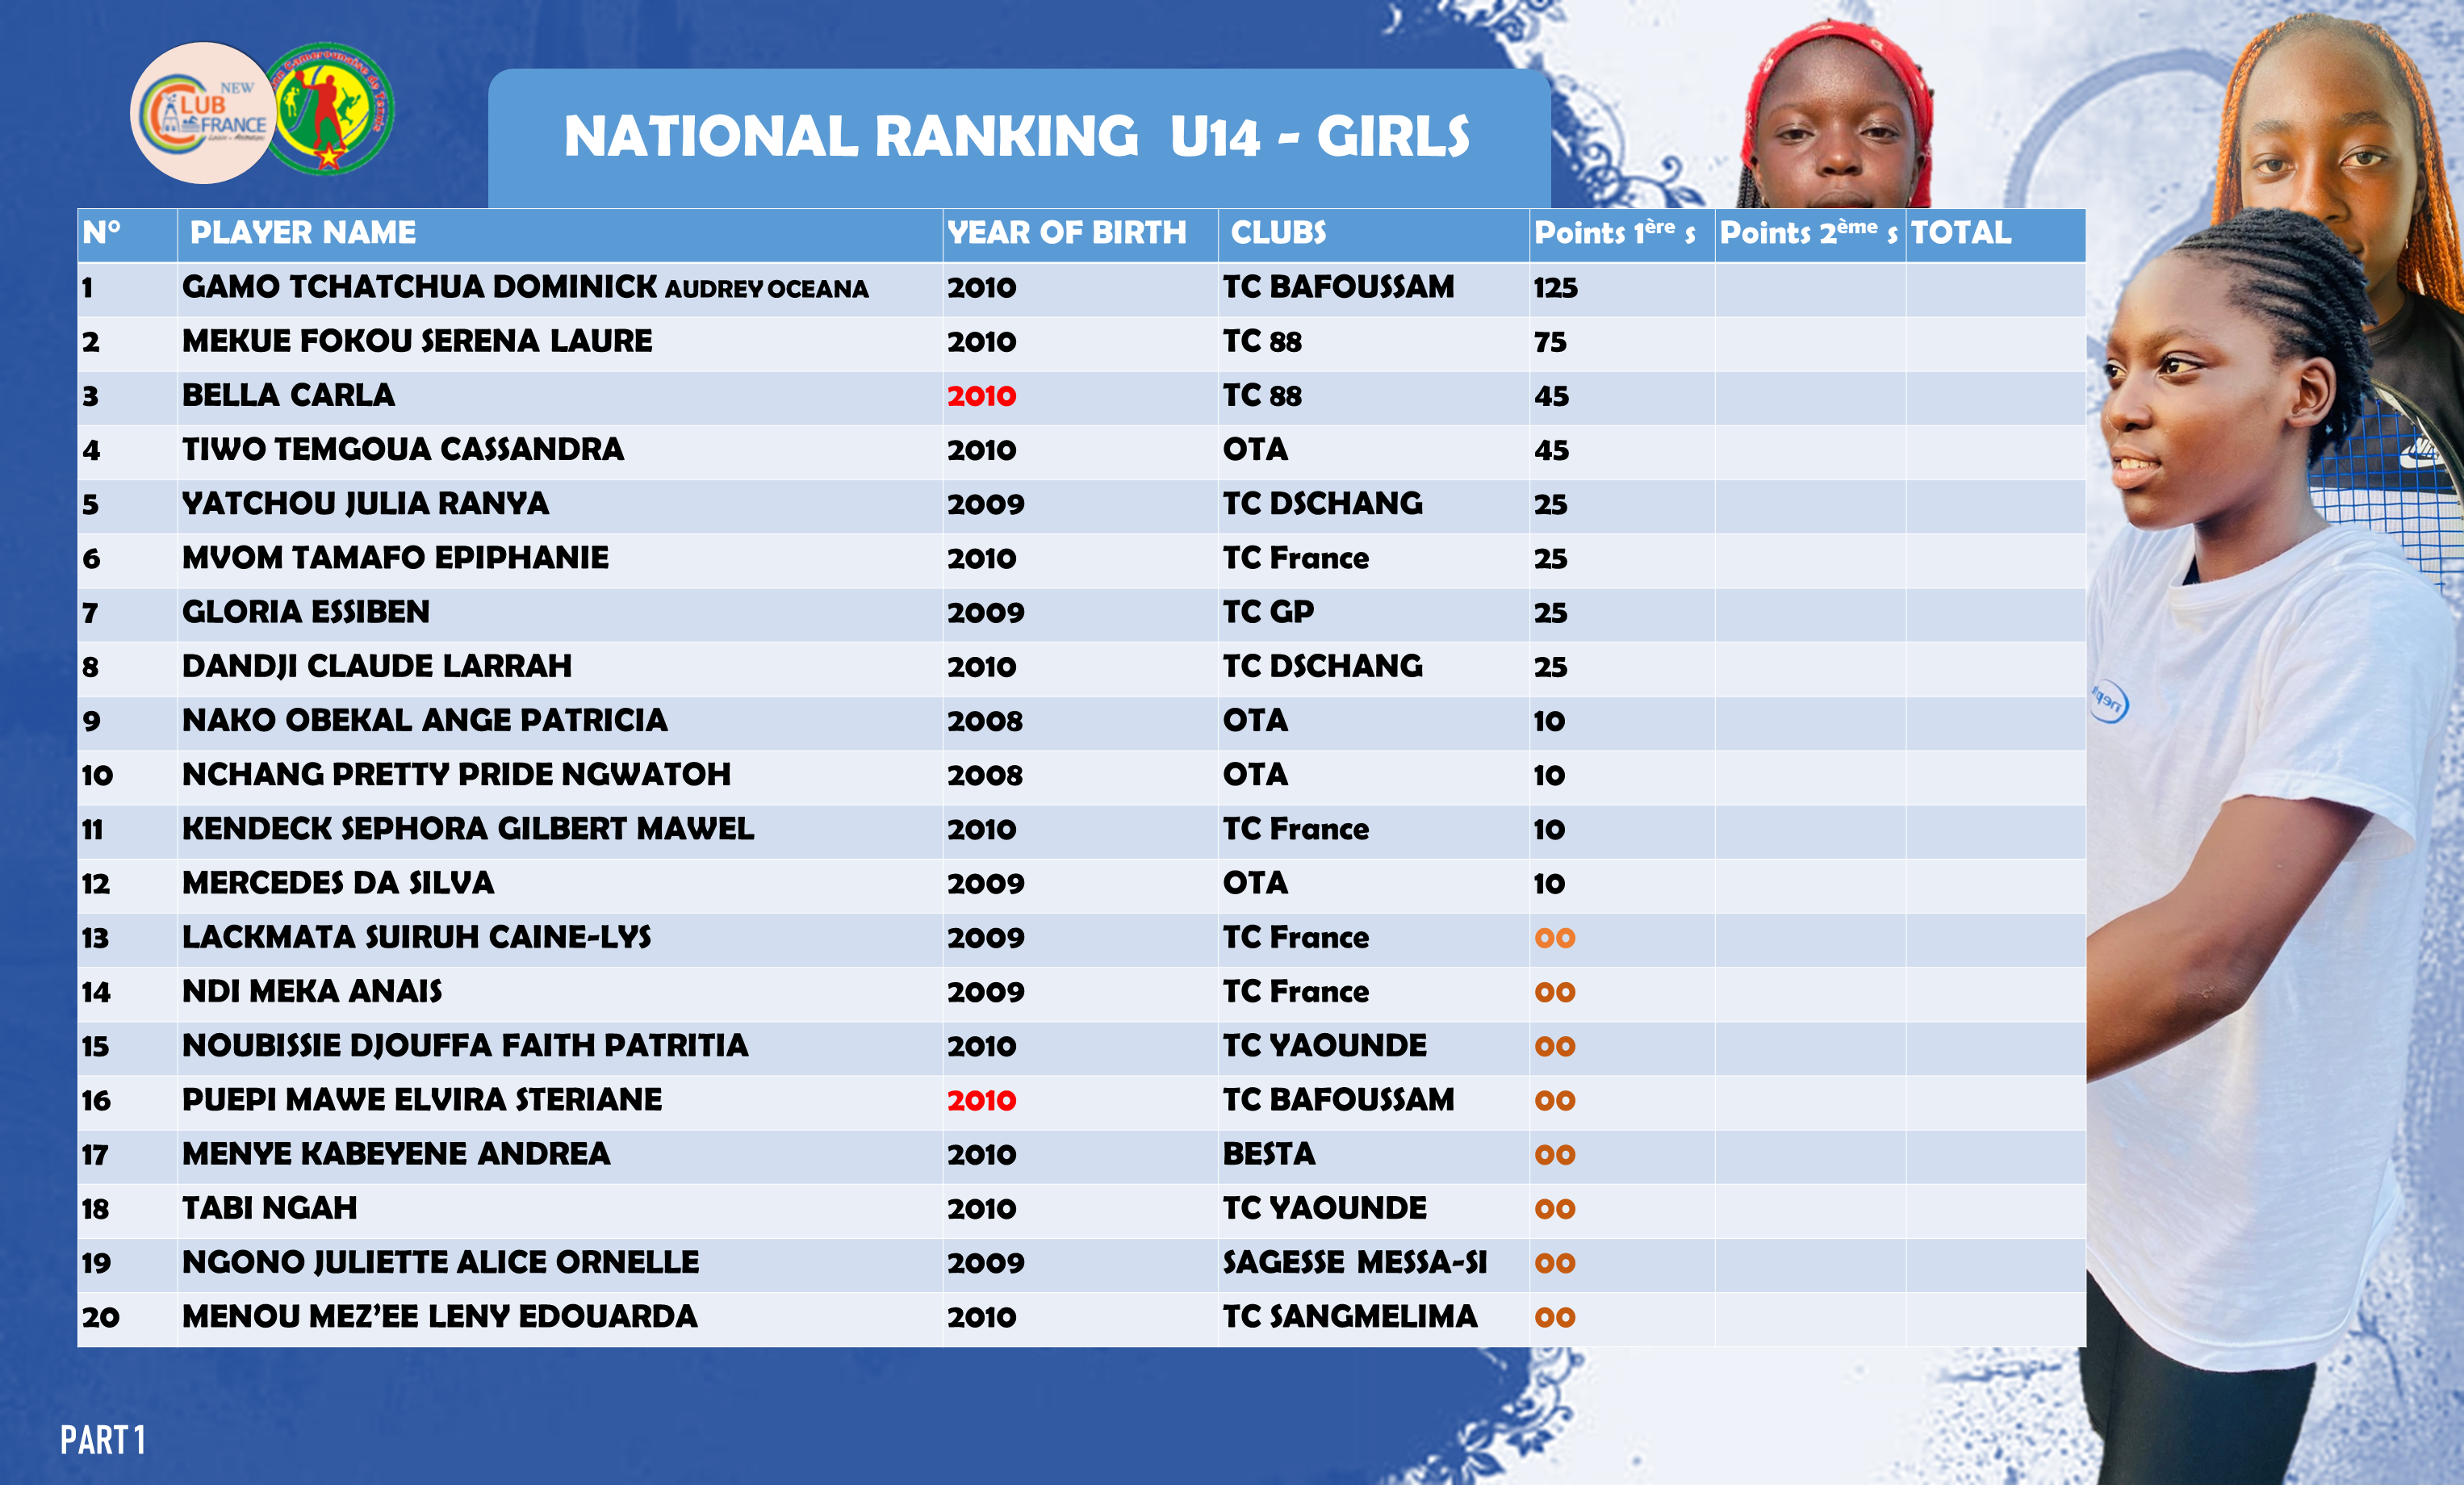 NEW
CLUB
FRANCE
NATIONAL RANKING U14 - GIRLS
N° PLAYER NAME YEAR OF BIRTH CLUBS Points 1ère s Points 2ème s TOTAL
1 GAMO TCHATCHUA DOMINICK AUDREY OCEANA 2010 TC BAFOUSSAM 125
2 MEKUE FOKOU SERENA LAURE 2010 TC 88 75
3 BELLA CARLA 2010 TC 88 45
4 TIWO TEMGOUA CASSANDRA 2010 OTA 45
5 YATCHOU JULIA RANYA 2009 TC DSCHANG 25
6 MVOM TAMAFO EPIPHANIE 2010 TC France 25
7 GLORIA ESSIBEN 2009 TC GP 25
8 DANDJI CLAUDE LARRAH 2010 TC DSCHANG 25
9 NAKO OBEKAL ANGE PATRICIA 2008 OTA 10
10 NCHANG PRETTY PRIDE NGWATOH 2008 OTA 10
11 KENDECK SEPHORA GILBERT MAWEL 2010 TC France 10
12 MERCEDES DA SILVA 2009 OTA 10
13 LACKMATA SUIRUH CAINE-LYS 2009 TC France 00
14 NDI MEKA ANAIS 2009 TC France 00
15 NOUBISSIE DJOUFFA FAITH PATRITIA 2010 TC YAOUNDE 00
16 PUEPI MAWE ELVIRA STERIANE 2010 TC BAFOUSSAM 00
17 MENYE KABEYENE ANDREA 2010 BESTA 00
18 TABI NGAH 2010 TC YAOUNDE 00
19 NGONO JULIETTE ALICE ORNELLE 2009 SAGESSE MESSA-SI 00
20 MENOU MEZ’EE LENY EDOUARDA 2010 TC SANGMELIMA 00
PART 1